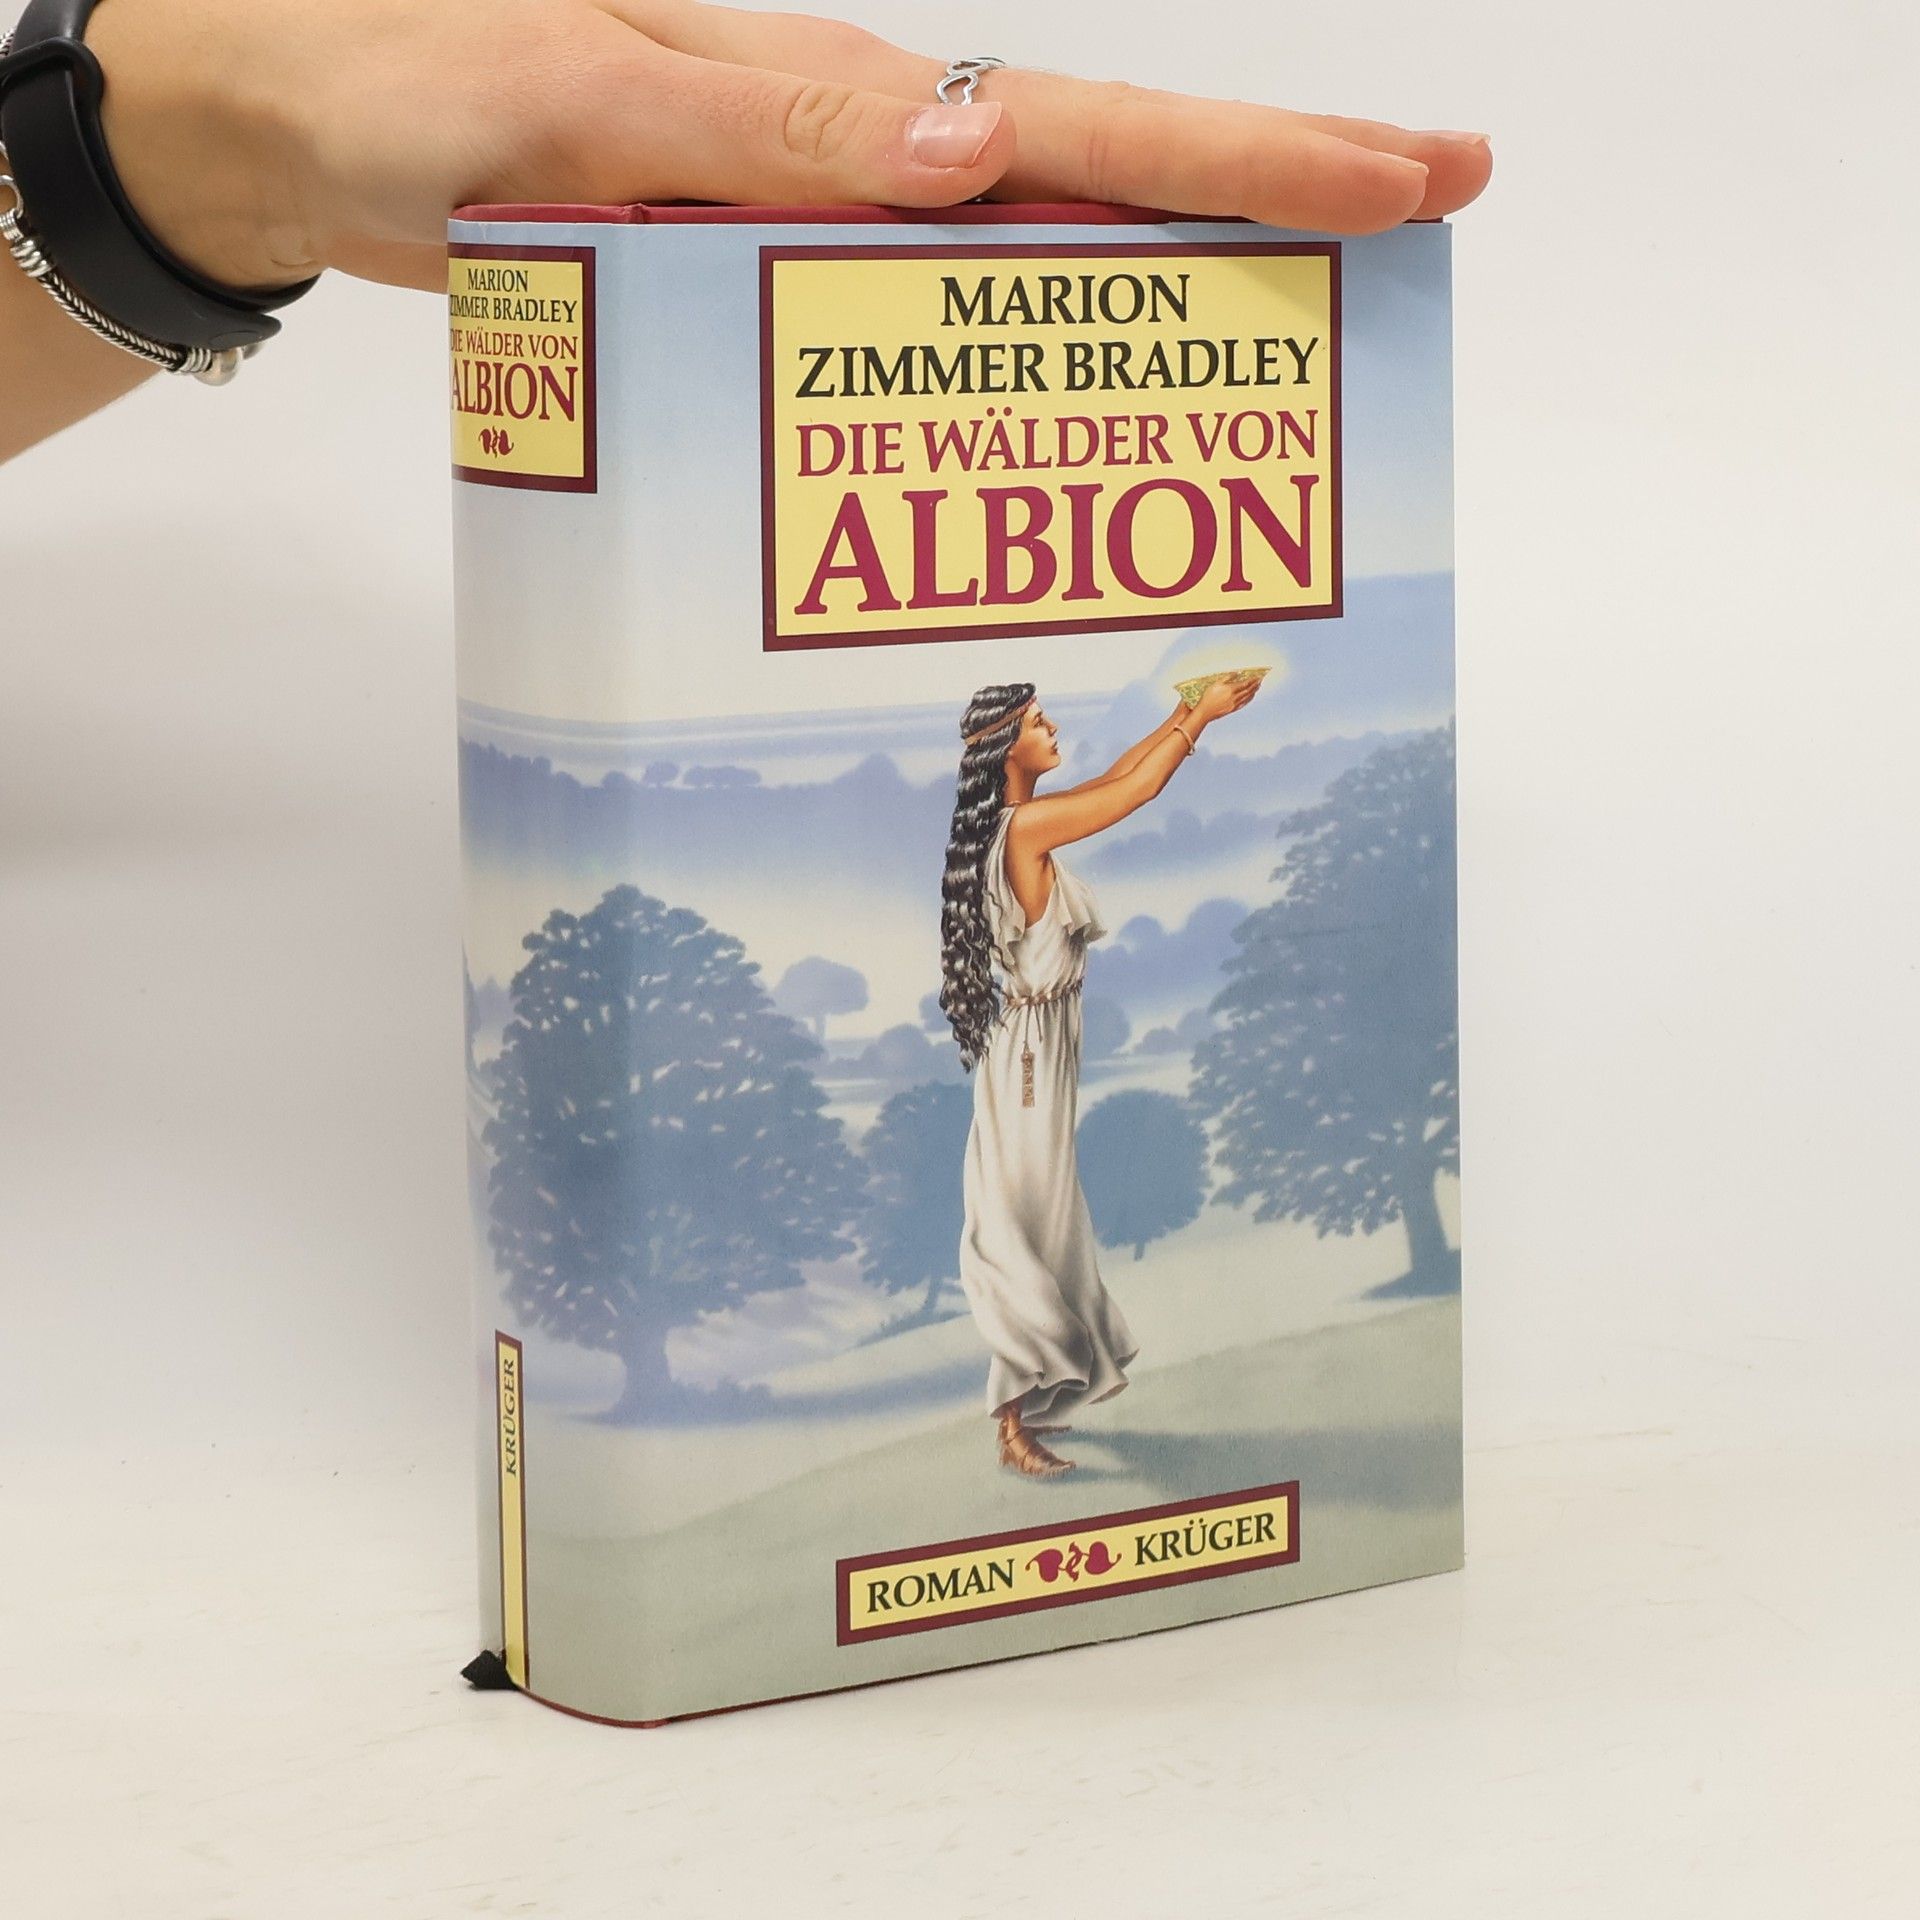 MARION
ZIMMER BRADLEY
DIE WÄLDER VON
ALBION
KRÜGER
MARION
ZIMMER BRADLEY
DIE WÄLDER VON
ALBION
ROMAN KRÜGER